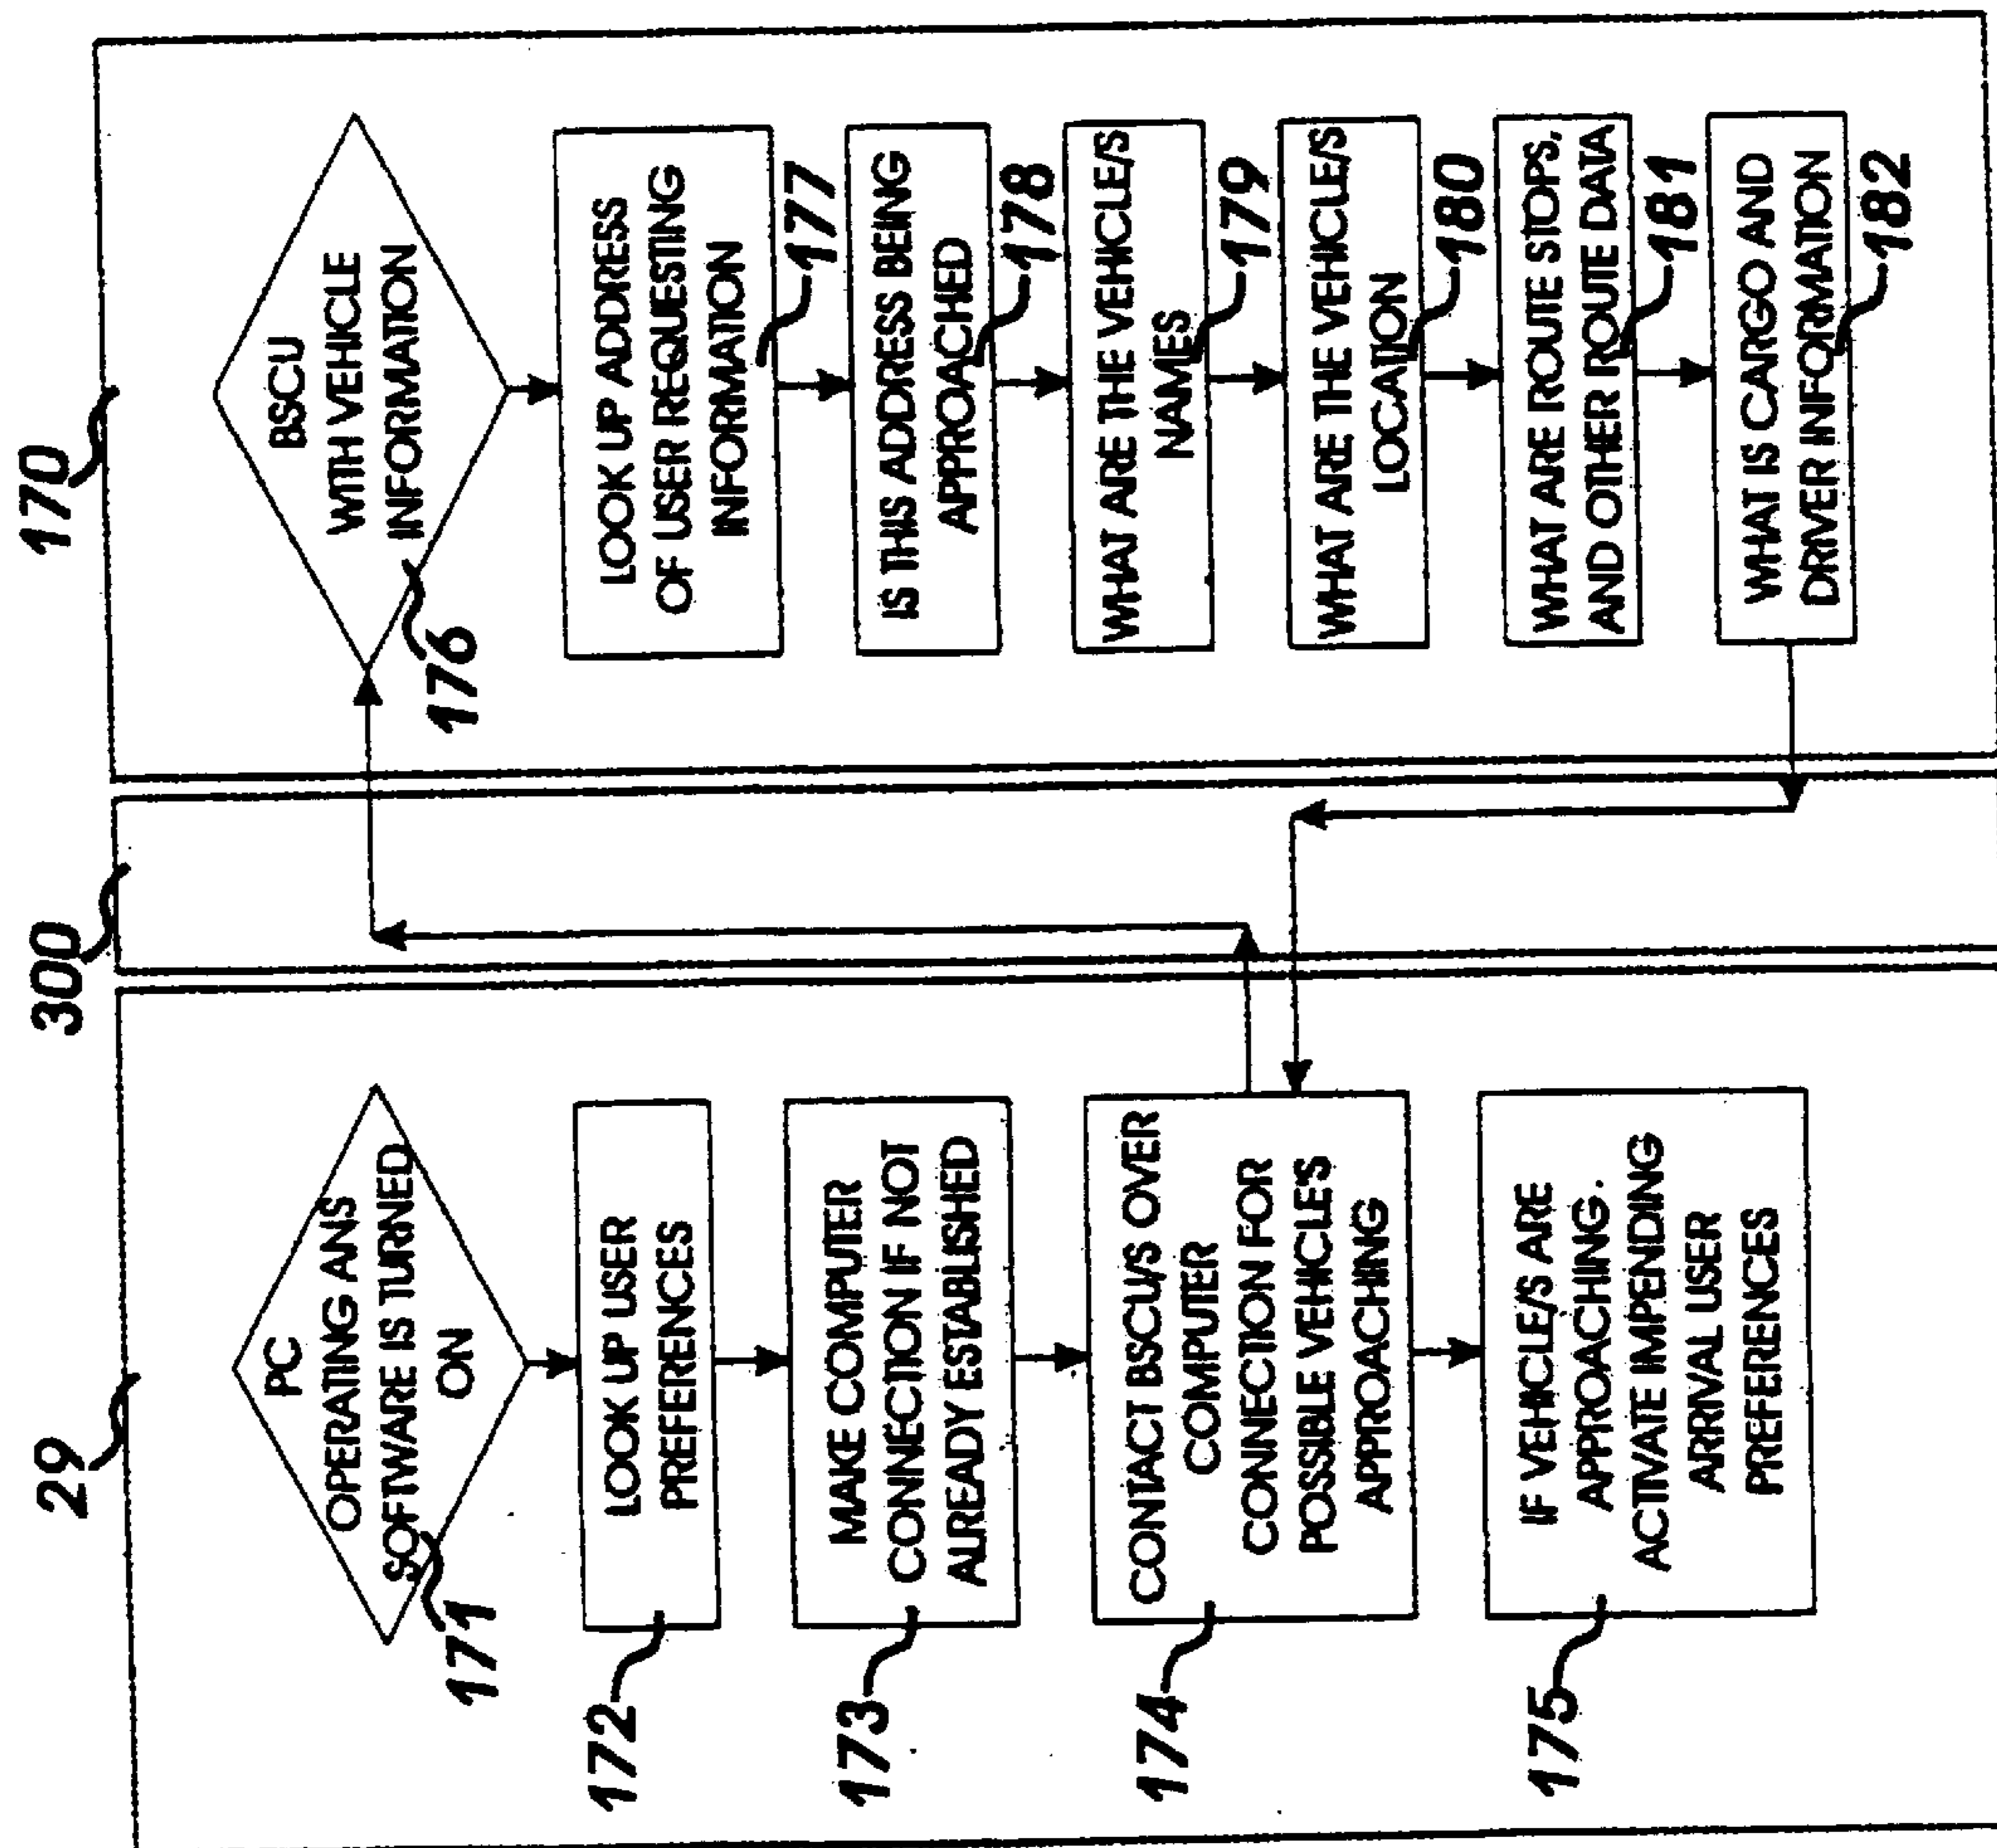 29
PC
OPERATING ANS
SOFTWARE IS TURNED
ON
171
LOOK UP USER
PREFERENCES
172
MAKE COMPUTER
CONNECTION IF NOT
ALREADY ESTABLISHED
173
CONTACT BSCU/S OVER
COMPUTER
CONNECTION FOR
POSSIBLE VEHICLE'S
APPROACHING
174
IF VEHICLE/S ARE
APPROACHING.
ACTIVATE IMPENDING
ARRIVAL USER
PREFERENCES
175
300
170
BSCU
WITH VEHICLE
INFORMATION
176
LOOK UP ADDRESS
OF USER REQUESTING
INFORMATION
177
IS THIS ADDRESS BEING
APPROACHED
178
WHAT ARE THE VEHICLE/S
NAMES
179
WHAT ARE THE VEHICLE/S
LOCATION
180
WHAT ARE ROUTE STOPS,
AND OTHER ROUTE DATA
181
WHAT IS CARGO AND
DRIVER INFORMATION
182